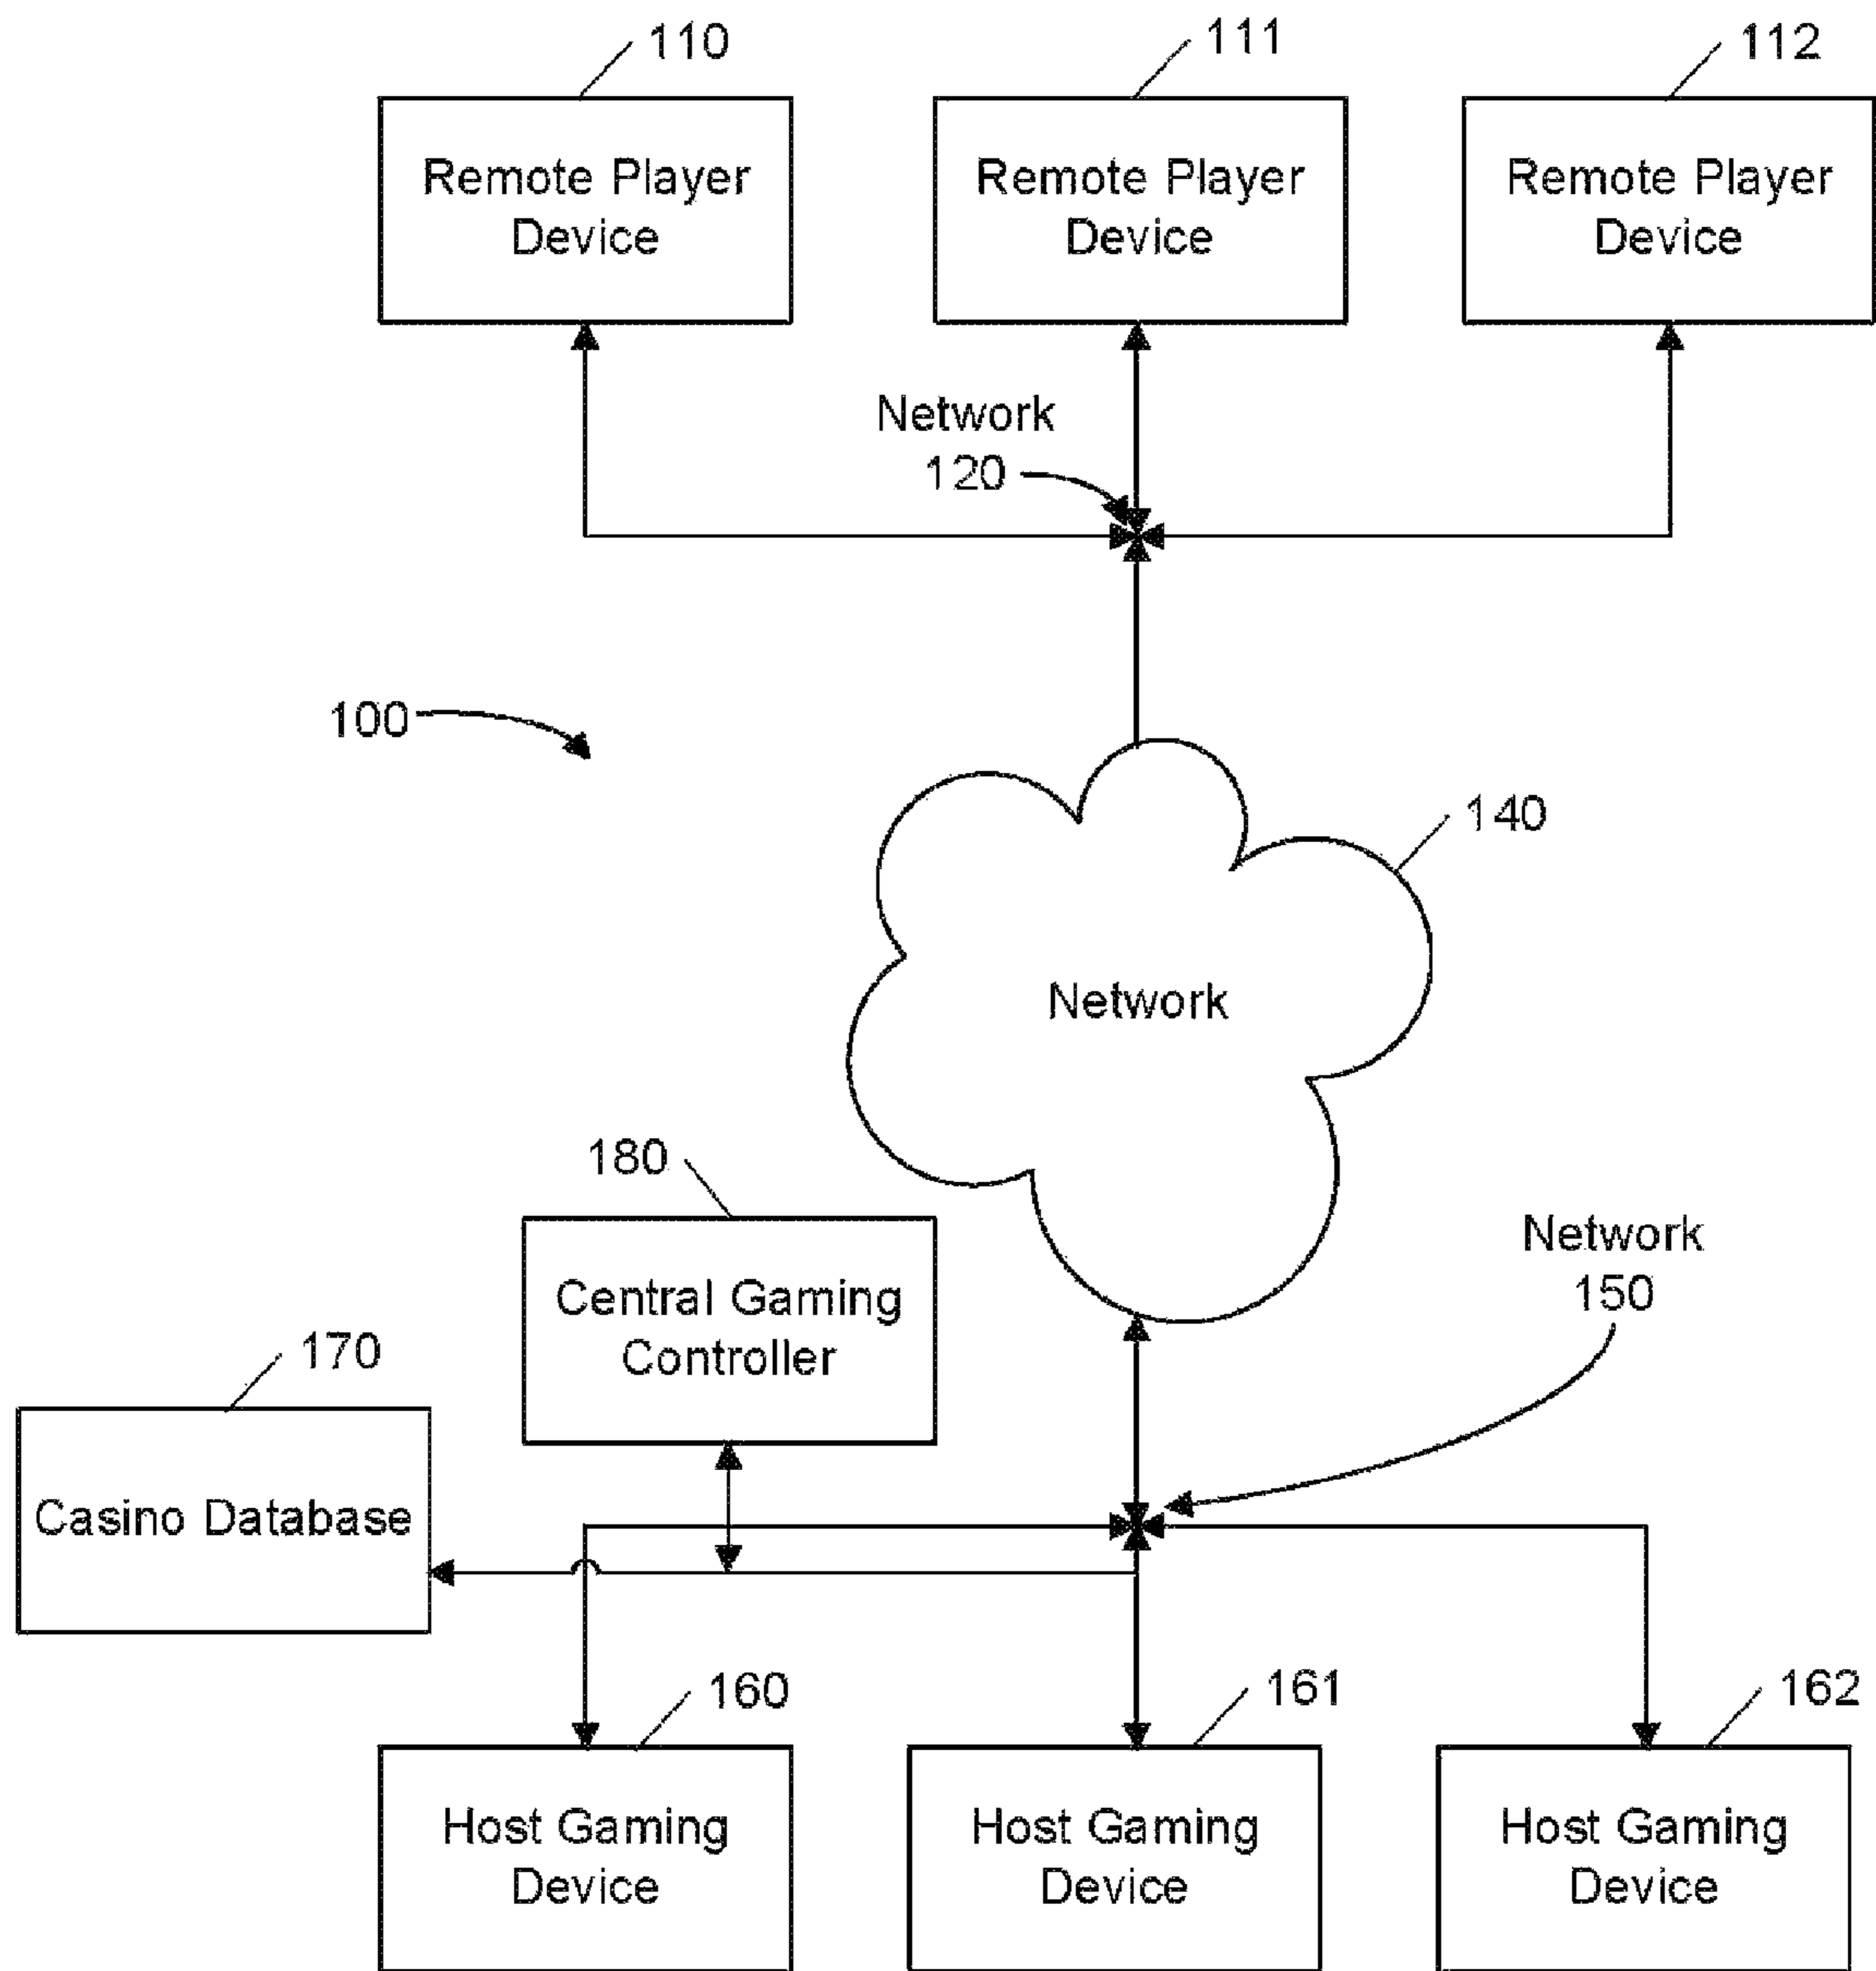 110
111
112
Remote Player
Device
Remote Player
Device
Remote Player
Device
Network
120
100
140
Network
180
Network
150
Central Gaming
Controller
170
Casino Database
160
161
162
Host Gaming
Device
Host Gaming
Device
Host Gaming
Device